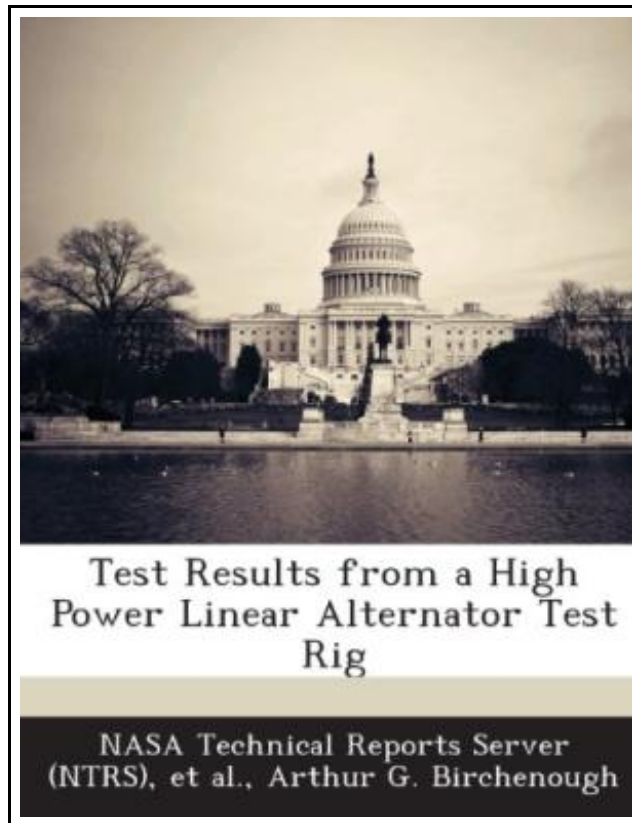 Test Results from a High
Power Linear Alternator Test
Rig
NASA Technical Reports Server
(NTRS), et al., Arthur G. Birchenough